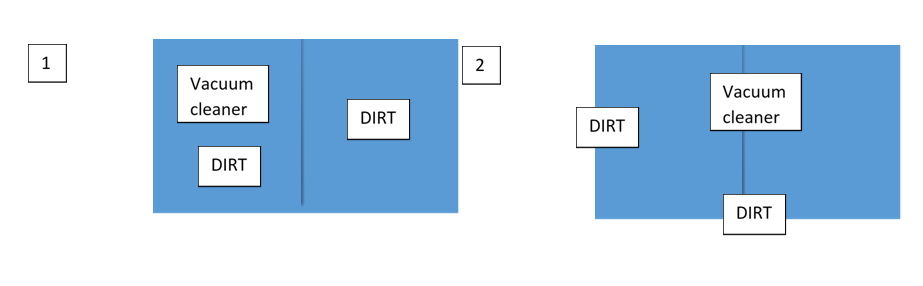 1
Vacuum
cleaner
DIRT
DIRT
2
Vacuum
cleaner
DIRT
DIRT